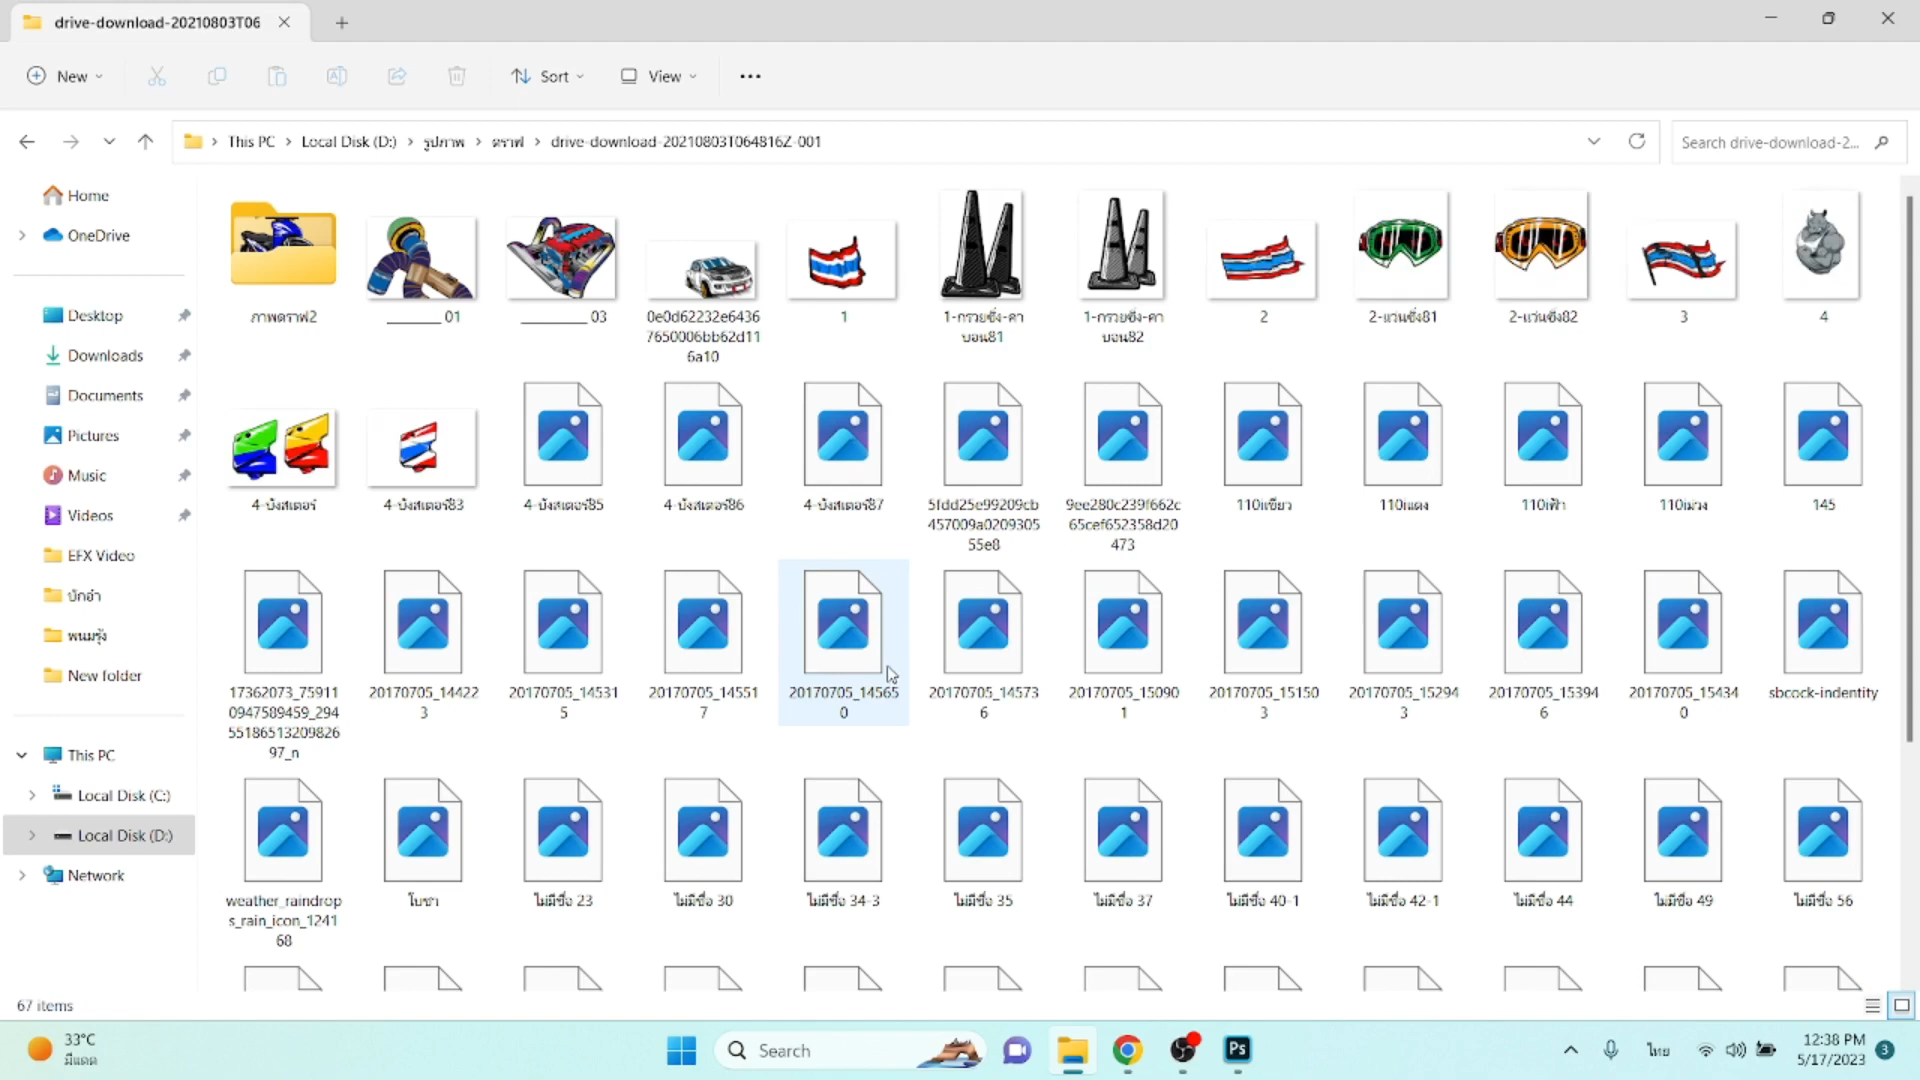 drive-download-20210803T06
New
Sort
View
This PC
Local Disk (D:)
รูปภาพ
ดราฟ
drive-download-20210803T064816Z-001
Search drive-download-2...
Home
OneDrive
Desktop
Downloads
Documents
Pictures
Music
Videos
EFX Video
บักอำ
พนมรุ้ง
New folder
This PC
Local Disk (C:)
Local Disk (D:)
Network
ภาพดราฟ2
_______ 01
_________ 03
0e0d62232e6436
7650006bb62d11
6a10
1
1-กรวยซิ่ง-คา
บอน81
1-กรวยซิ่ง-คา
บอน82
2
2-แว่นซิ่ง81
2-แว่นซิ่ง82
3
4
4-บังสเตอร์
4-บังสเตอร์83
4-บังสเตอร์85
4-บังสเตอร์86
4-บังสเตอร์87
5fdd25e99209cb
457009a0209305
55e8
9ee280c239f662c
65cef652358d20
473
110เขียว
110แดง
110ฟ้า
110ม่วง
145
17362073_75911
0947589459_294
55186513209826
97_n
20170705_14422
3
20170705_14531
5
20170705_14551
7
20170705_14565
0
20170705_14573
6
20170705_15090
1
20170705_15150
3
20170705_15294
3
20170705_15394
6
20170705_15434
0
sbcock-indentity
weather_raindrop
s_rain_icon_1241
68
โบชา
ไม่มีชื่อ 23
ไม่มีชื่อ 30
ไม่มีชื่อ 34-3
ไม่มีชื่อ 35
ไม่มีชื่อ 37
ไม่มีชื่อ 40-1
ไม่มีชื่อ 42-1
ไม่มีชื่อ 44
ไม่มีชื่อ 49
ไม่มีชื่อ 56
67 items
33°C
มีแดด
Search
Ps
ไทย
12:38 PM
5/17/2023
3